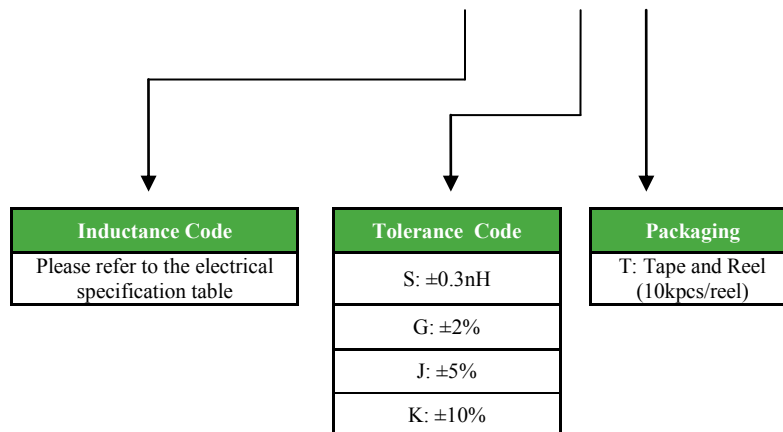 Inductance Code
Please refer to the electrical
specification table
Tolerance Code
S: ±0.3nH
G: ±2%
J: ±5%
K: ±10%
Packaging
T: Tape and Reel
(10kpcs/reel)